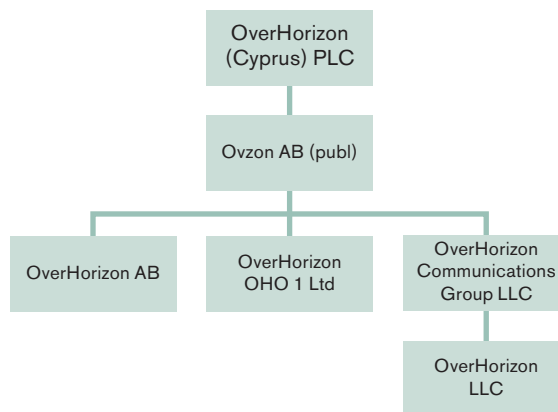 OverHorizon
(Cyprus) PLC
Ovzon AB (publ)
OverHorizon AB
OverHorizon
OHO 1 Ltd
OverHorizon
Communications
Group LLC
OverHorizon
LLC